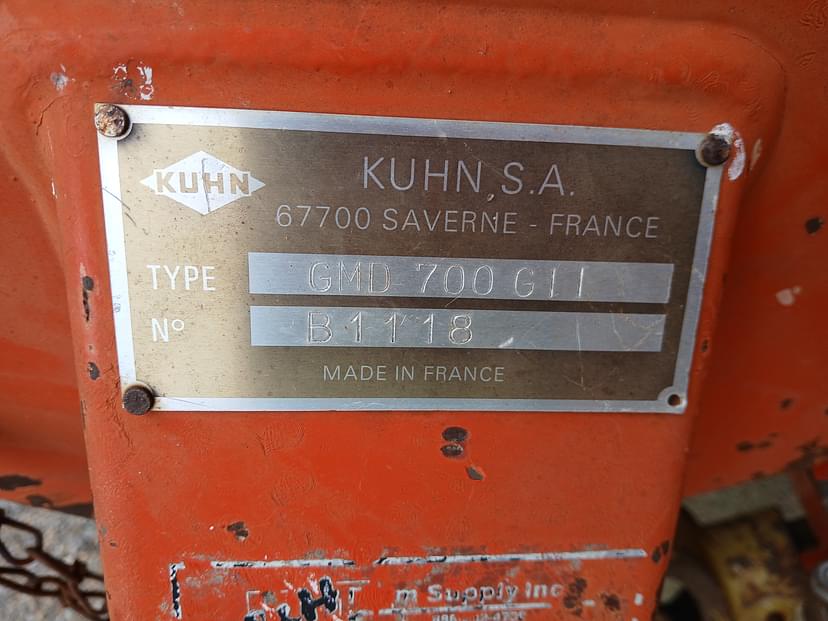 KUHN
KUHN S.A.
67700 SAVERNE - FRANCE
TYPE GMD 700 GII
N° B1118
MADE IN FRANCE
m Supply Inc